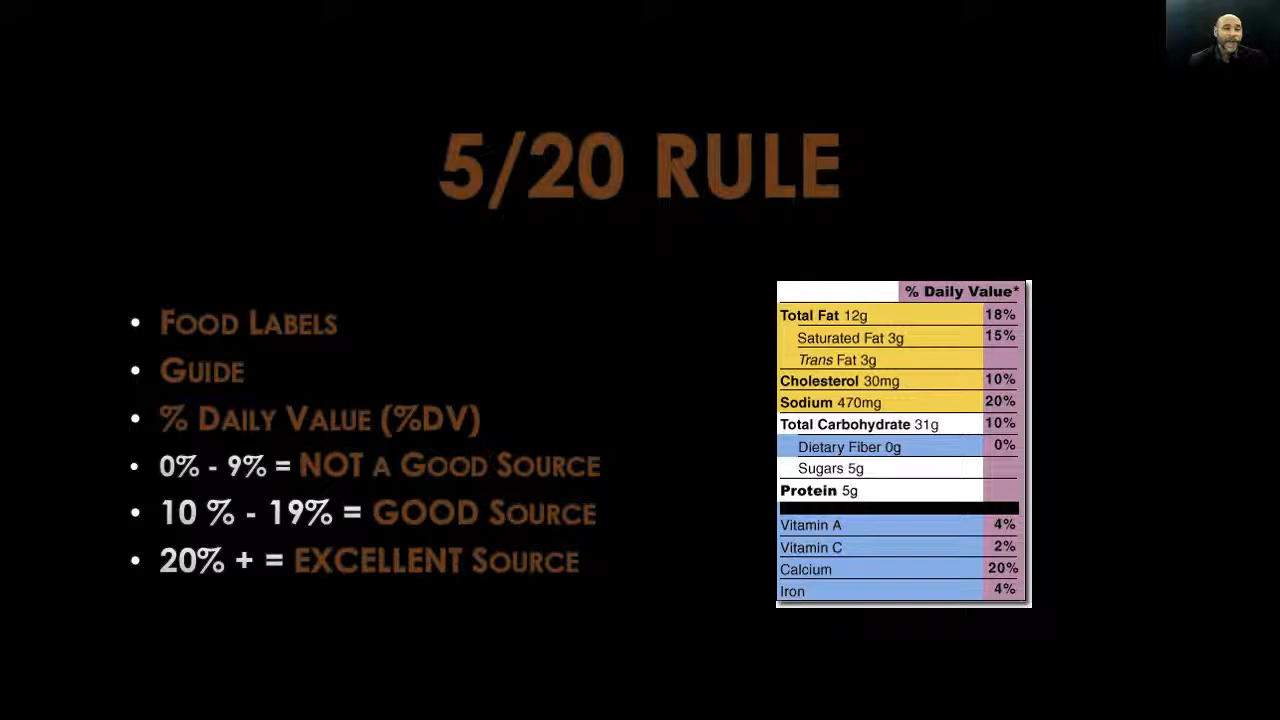 5/20 RULE
• FOOD LABELS
• GUIDE
• % DAILY VALUE (%DV)
• 0% - 9% = NOT A GOOD SOURCE
• 10 % - 19% = GOOD SOURCE
• 20% + = EXCELLENT SOURCE
% Daily Value*
Total Fat 12g 18%
Saturated Fat 3g 15%
Trans Fat 3g
Cholesterol 30mg 10%
Sodium 470mg 20%
Total Carbohydrate 31g 10%
Dietary Fiber 0g 0%
Sugars 5g
Protein 5g
Vitamin A 4%
Vitamin C 2%
Calcium 20%
Iron 4%